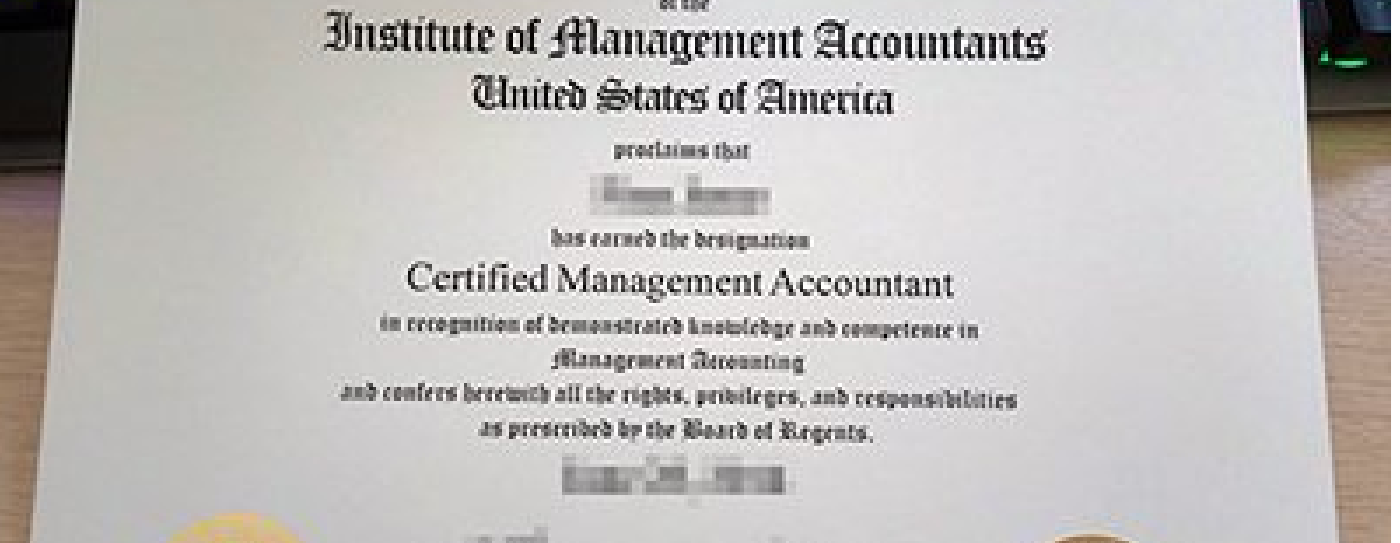 of the
Institute of Management Accountants
United States of America
proclaims that
has earned the designation
Certified Management Accountant
in recognition of demonstrated knowledge and competence in
Management Accounting
and confers herewith all the rights, privileges, and responsibilities
as prescribed by the Board of Regents.